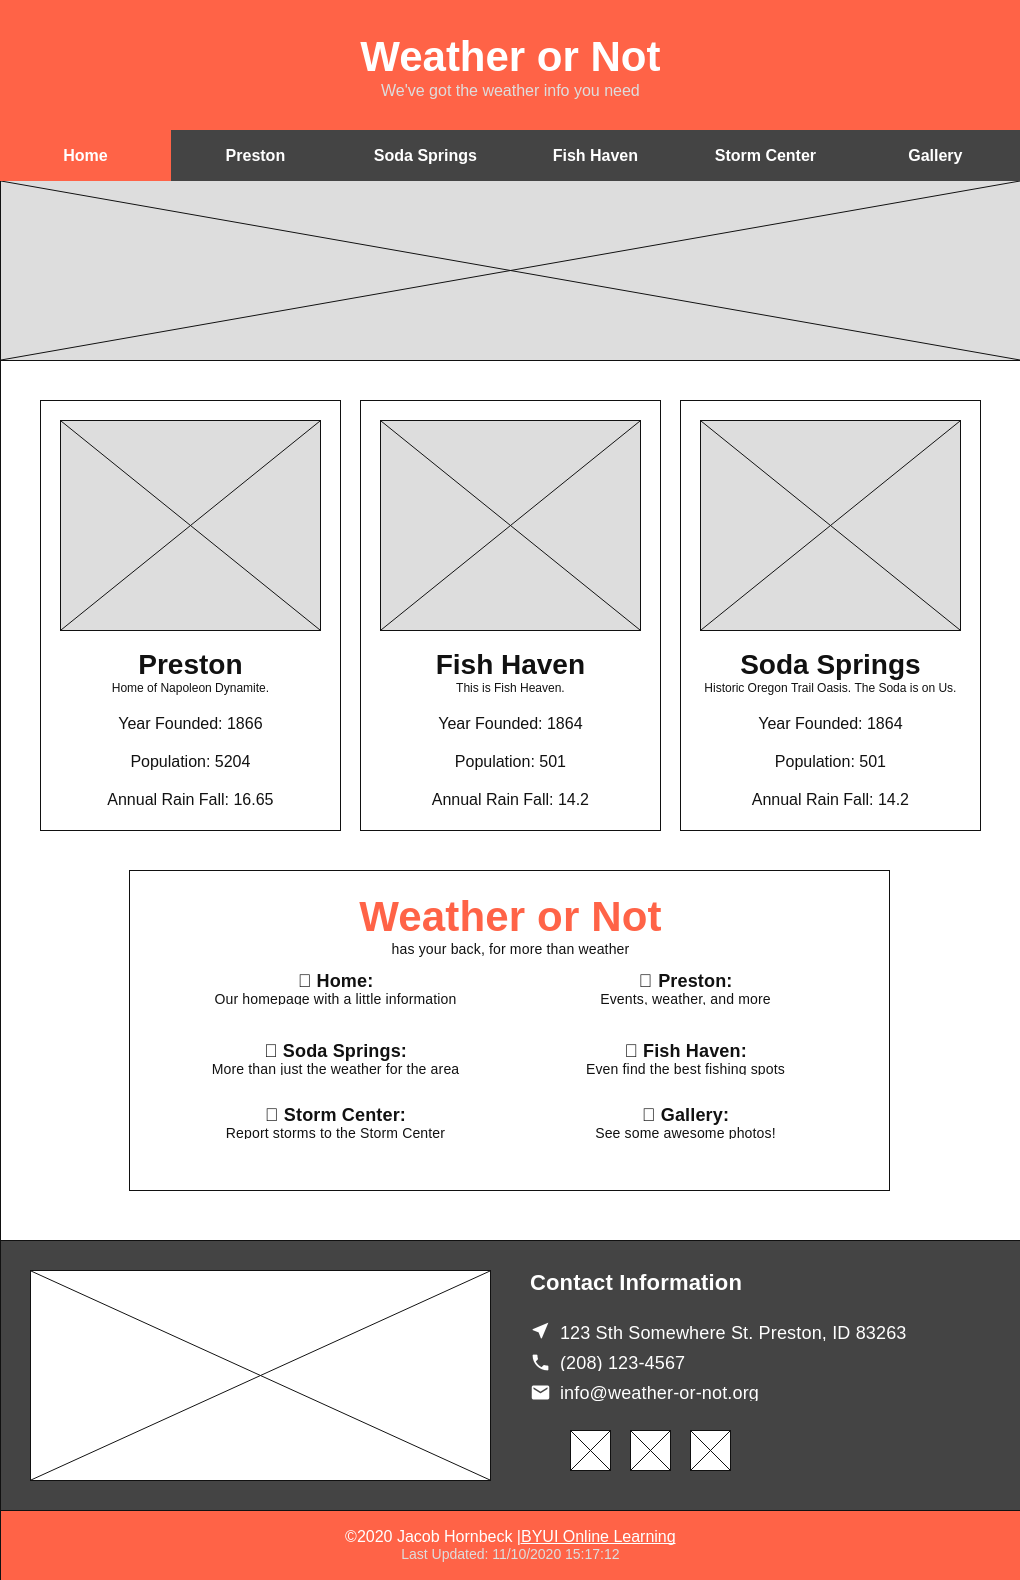 Weather or Not
We've got the weather info you need
Home Preston Soda Springs Fish Haven Storm Center Gallery
Preston
Home of Napoleon Dynamite.
Year Founded: 1866
Population: 5204
Annual Rain Fall: 16.65
Fish Haven
This is Fish Heaven.
Year Founded: 1864
Population: 501
Annual Rain Fall: 14.2
Soda Springs
Historic Oregon Trail Oasis. The Soda is on Us.
Year Founded: 1864
Population: 501
Annual Rain Fall: 14.2
Weather or Not
has your back, for more than weather
Home:
Our homepage with a little information
Preston:
Events, weather, and more
Soda Springs:
More than just the weather for the area
Fish Haven:
Even find the best fishing spots
Storm Center:
Report storms to the Storm Center
Gallery:
See some awesome photos!
Contact Information
123 Sth Somewhere St. Preston, ID 83263
(208) 123-4567
info@weather-or-not.org
©2020 Jacob Hornbeck |BYUI Online Learning
Last Updated: 11/10/2020 15:17:12